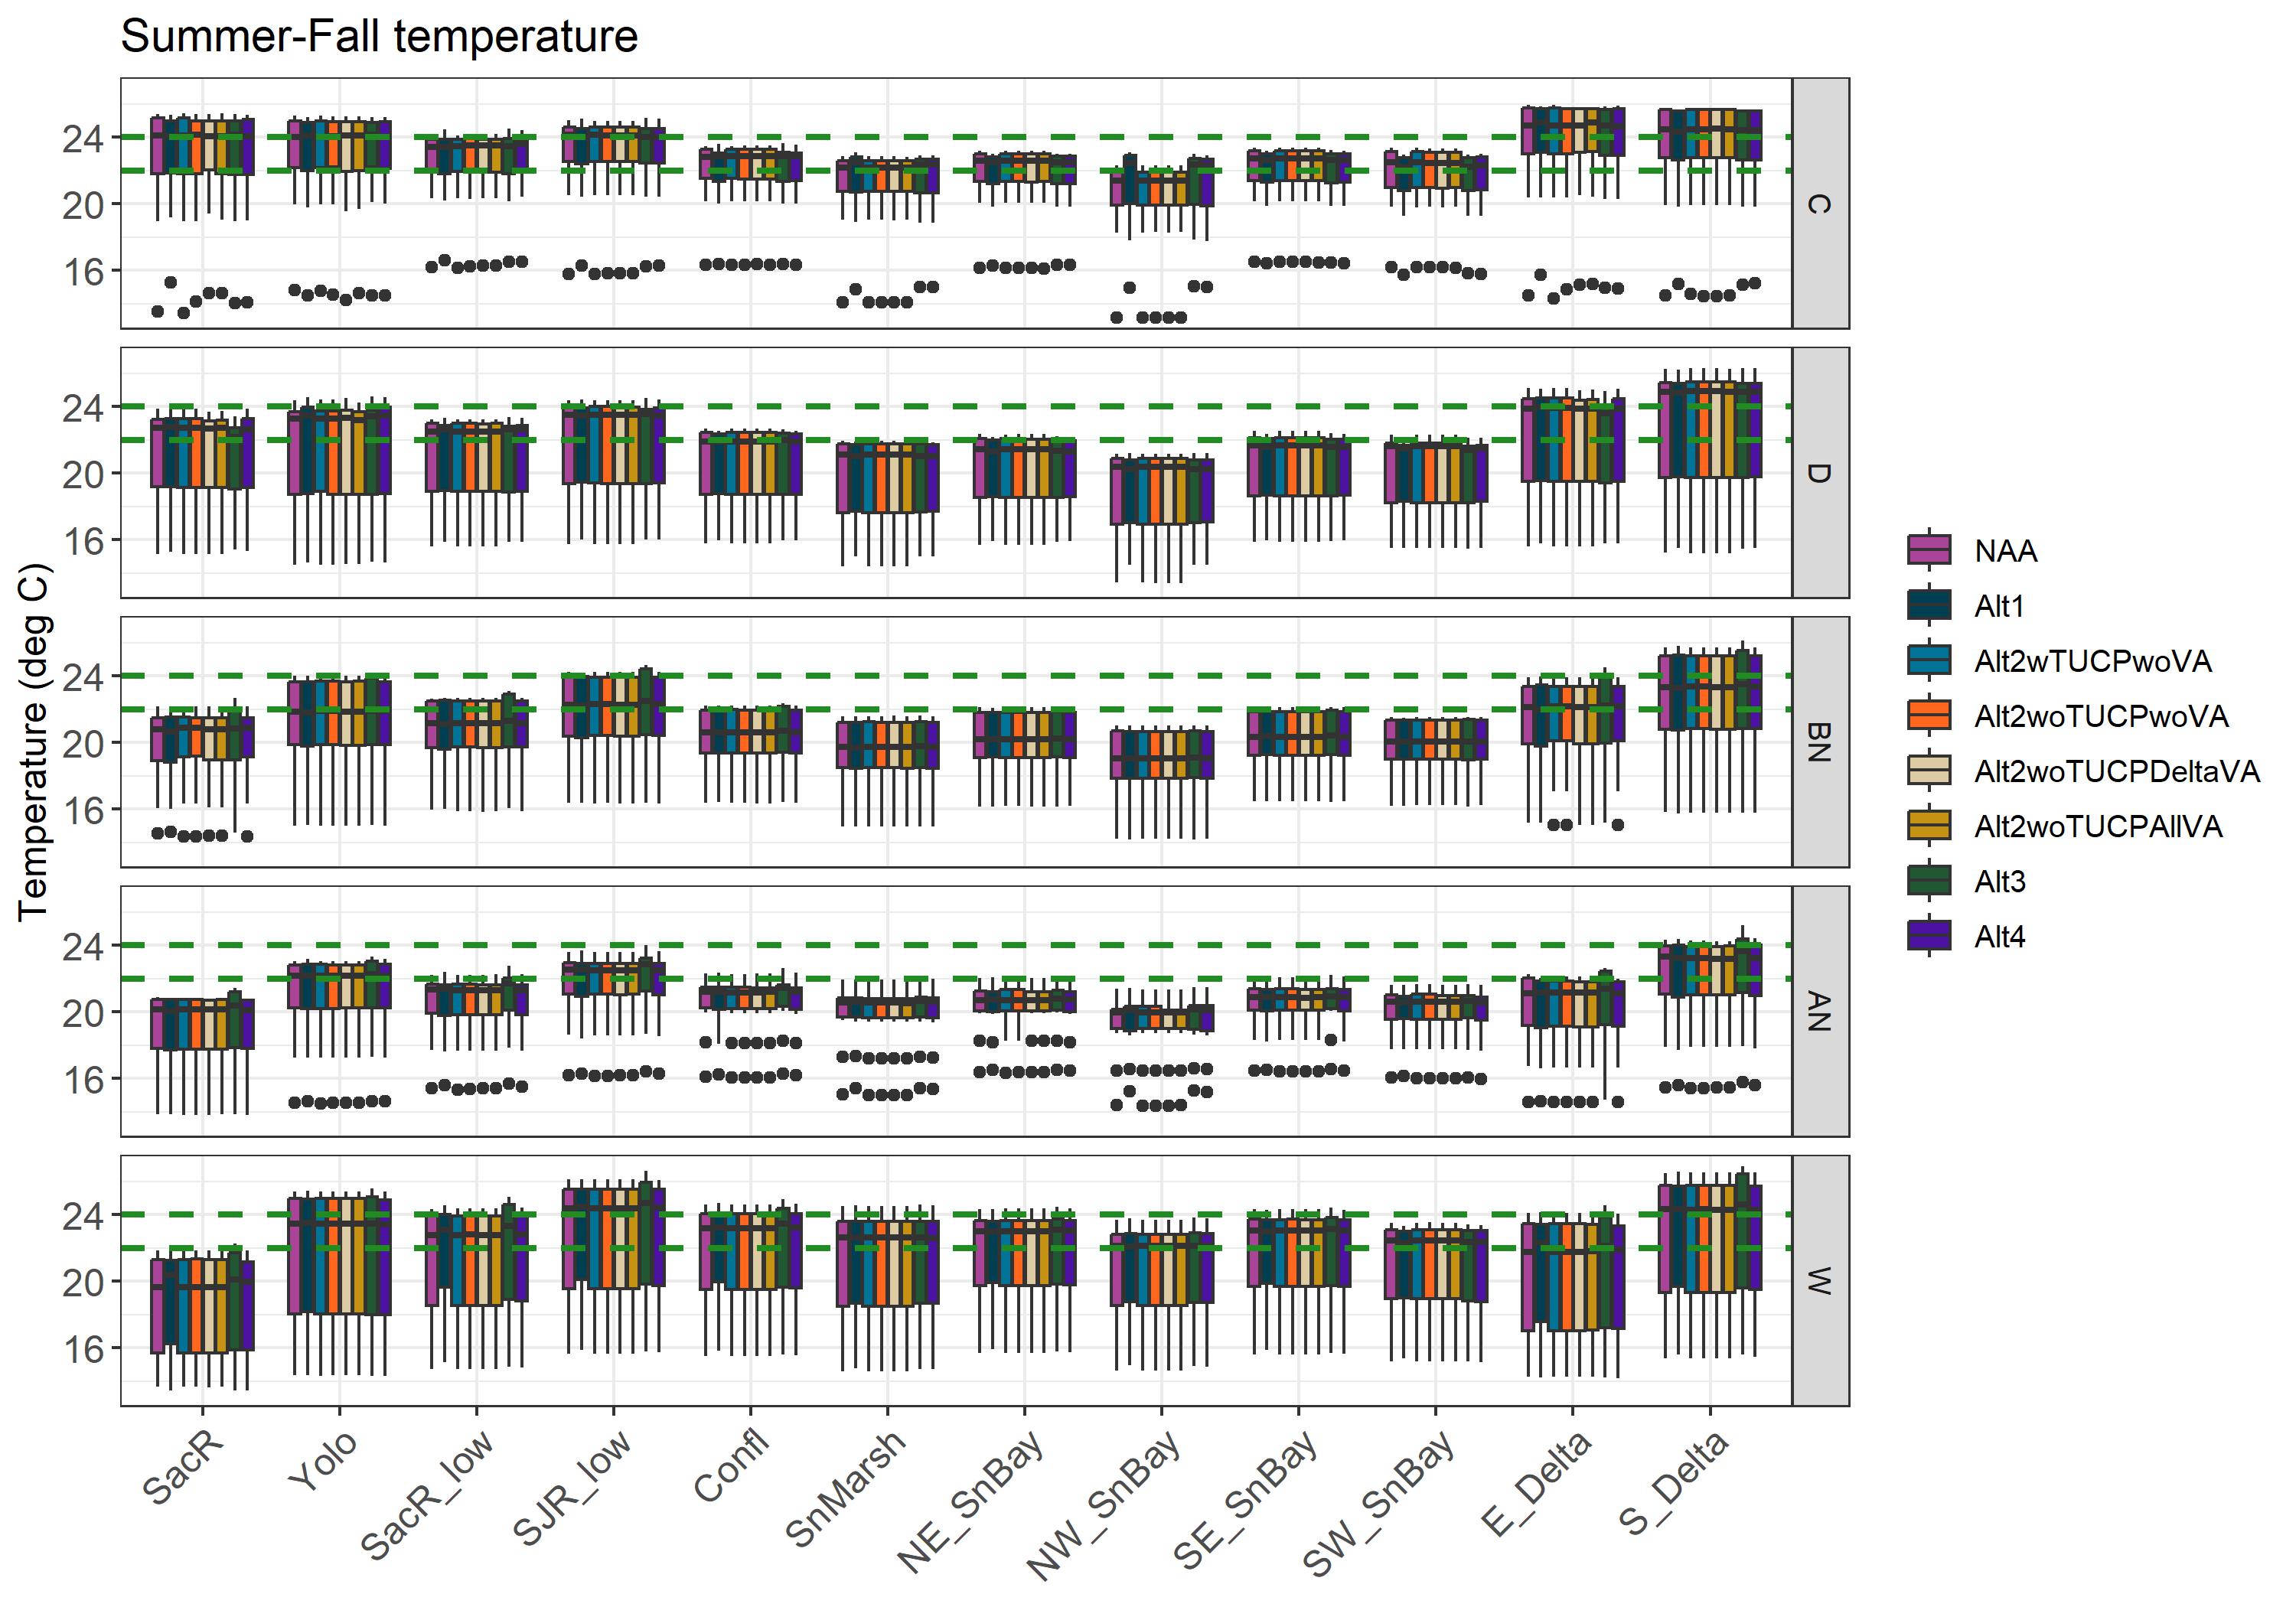 Summer-Fall temperature
Temperature (deg C)
24
20
16
C
24
20
16
D
24
20
16
BN
24
20
16
AN
24
20
16
W
SacR
Yolo
SacR_low
SJR_low
Confl
SnMarsh
NE_SnBay
NW_SnBay
SE_SnBay
SW_SnBay
E_Delta
S_Delta
NAA
Alt1
Alt2wTUCPwoVA
Alt2woTUCPwoVA
Alt2woTUCPDeltaVA
Alt2woTUCPAllVA
Alt3
Alt4